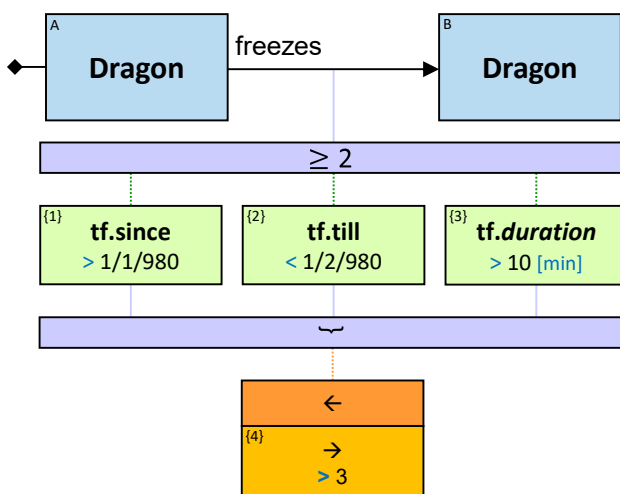 A
Dragon
freezes
B
Dragon
≥ 2
{1}
tf.since
> 1/1/980
{2}
tf.till
< 1/2/980
{3}
tf.duration
> 10 [min]
{
←
{4}
→
> 3